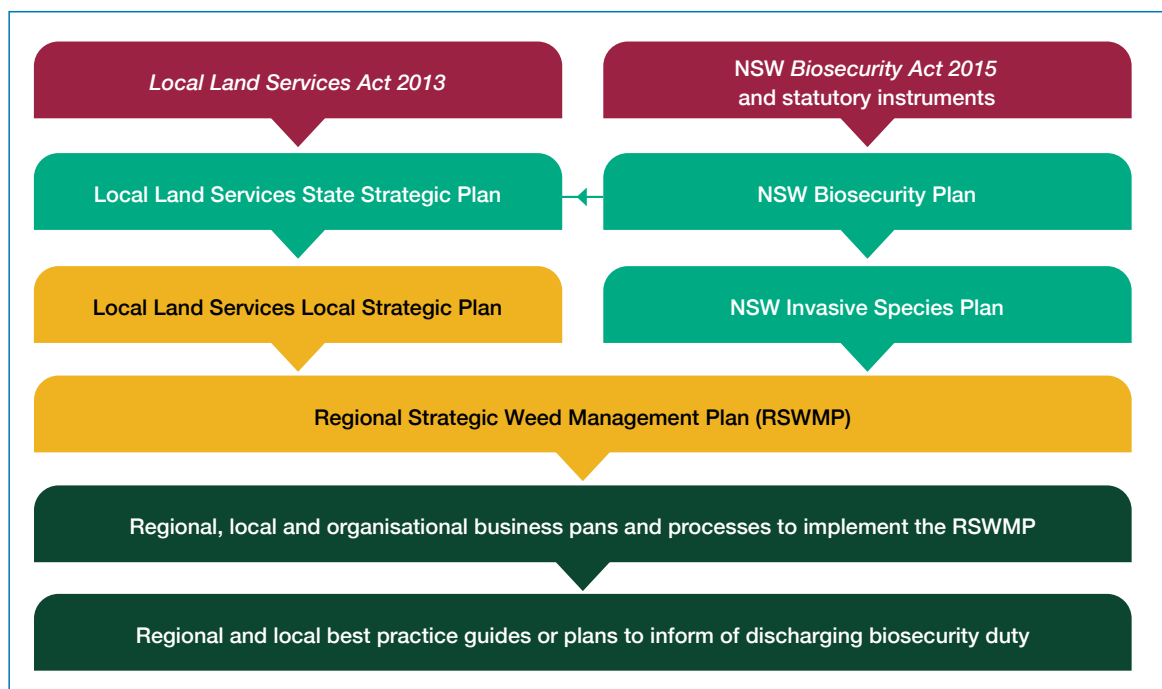 Local Land Services Act 2013
NSW Biosecurity Act 2015
and statutory instruments
Local Land Services State Strategic Plan
NSW Biosecurity Plan
Local Land Services Local Strategic Plan
NSW Invasive Species Plan
Regional Strategic Weed Management Plan (RSWMP)
Regional, local and organisational business pans and processes to implement the RSWMP
Regional and local best practice guides or plans to inform of discharging biosecurity duty